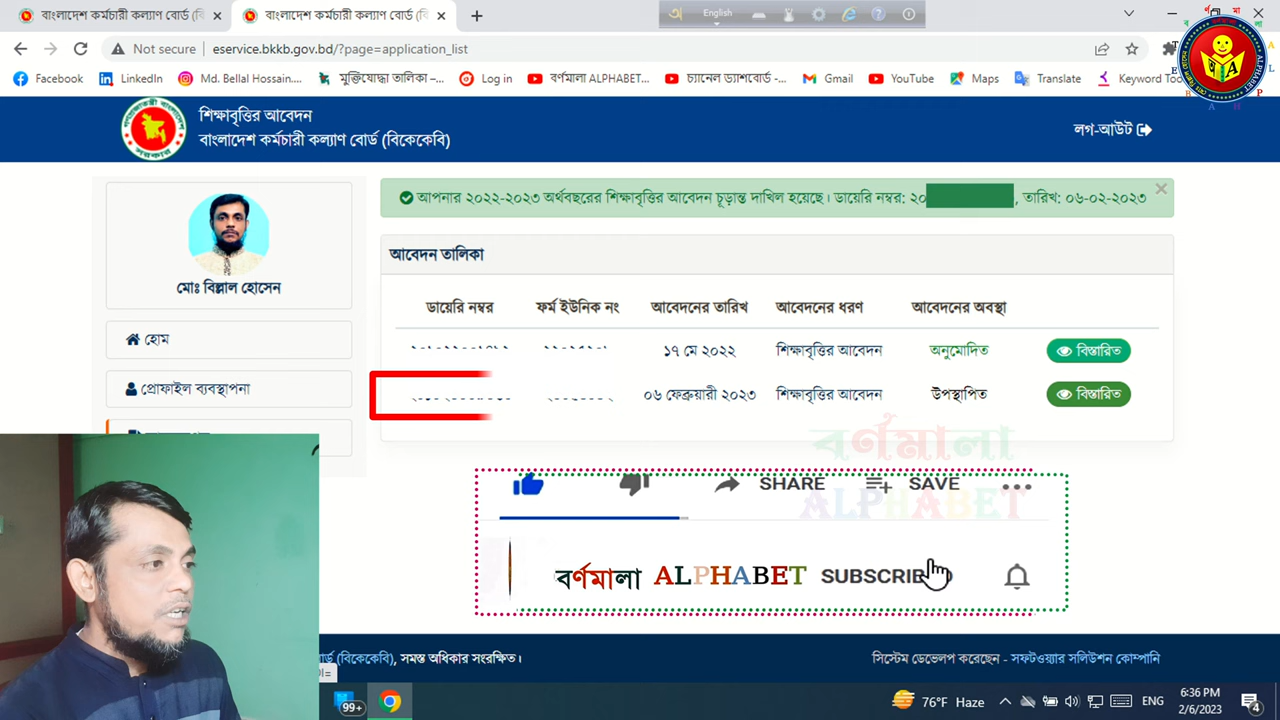 বাংলাদেশ কর্মচারী কল্যাণ বোর্ড (বি
বাংলাদেশ কর্মচারী কল্যাণ বোর্ড (বি
English
Not secure
eservice.bkkb.gov.bd/?page=application_list
Facebook
LinkedIn
Md. Bellal Hossain....
মুক্তিযোদ্ধা তালিকা –...
Log in
বর্ণমালা ALPHABET...
চ্যানেল ড্যাশবোর্ড -...
Gmail
YouTube
Maps
Translate
Keyword Too
শিক্ষাবৃত্তির আবেদন
বাংলাদেশ কর্মচারী কল্যাণ বোর্ড (বিকেকেবি)
লগ-আউট
আপনার ২০২২-২০২৩ অর্থবছরের শিক্ষাবৃত্তির আবেদন চূড়ান্ত দাখিল হয়েছে। ডায়েরি নম্বর: ২০ , তারিখ: ০৬-০২-২০২৩
মোঃ বিল্লাল হোসেন
হোম
প্রোফাইল ব্যবস্থাপনা
আবেদন তালিকা
ডায়েরি নম্বর ফর্ম ইউনিক নং আবেদনের তারিখ আবেদনের ধরণ আবেদনের অবস্থা
১৭ মে ২০২২ শিক্ষাবৃত্তির আবেদন অনুমোদিত বিস্তারিত
০৬ ফেব্রুয়ারী ২০২৩ শিক্ষাবৃত্তির আবেদন উপস্থাপিত বিস্তারিত
বর্ণমালা
ALPHABET
SHARE SAVE
বর্ণমালা ALPHABET SUBSCRIB
(বিকেকেবি), সমস্ত অধিকার সংরক্ষিত।
সিস্টেম ডেভেলপ করেছেন - সফটওয়্যার সলিউশন কোম্পানি
99+
76°F Haze
ENG
6:36 PM
2/6/2023
4